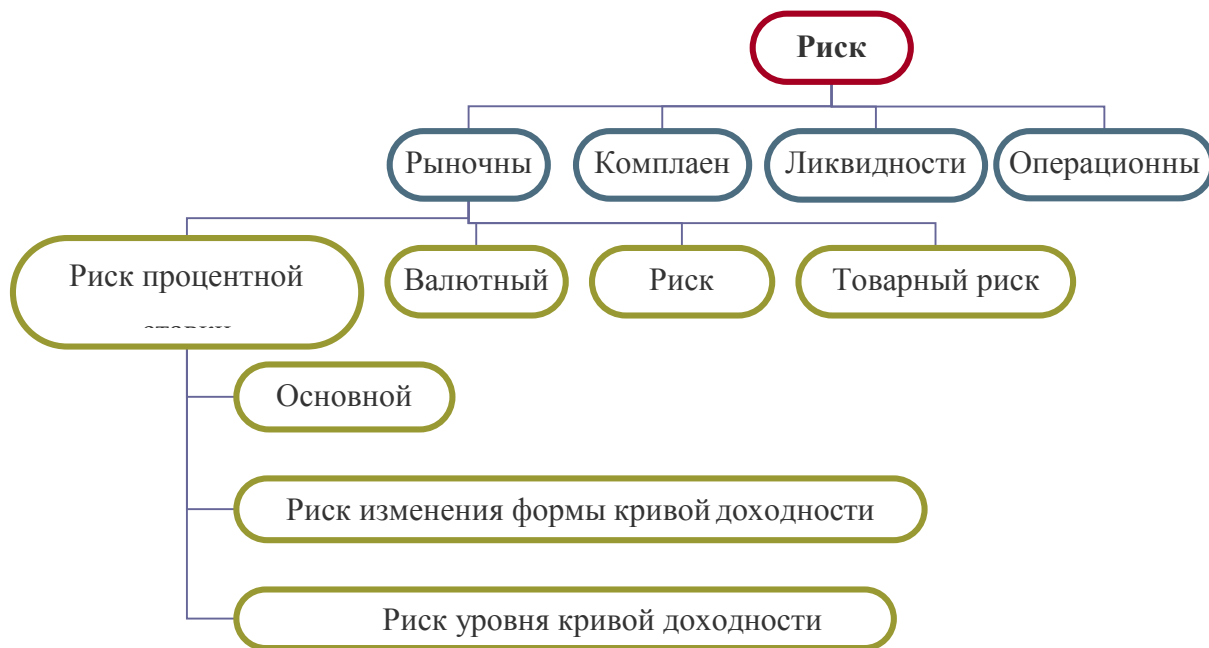 Риск
Рыночны
Комплаен
Ликвидности
Операционны
Риск процентной
Валютный
Риск
Товарный риск
Основной
Риск изменения формы кривой доходности
Риск уровня кривой доходности